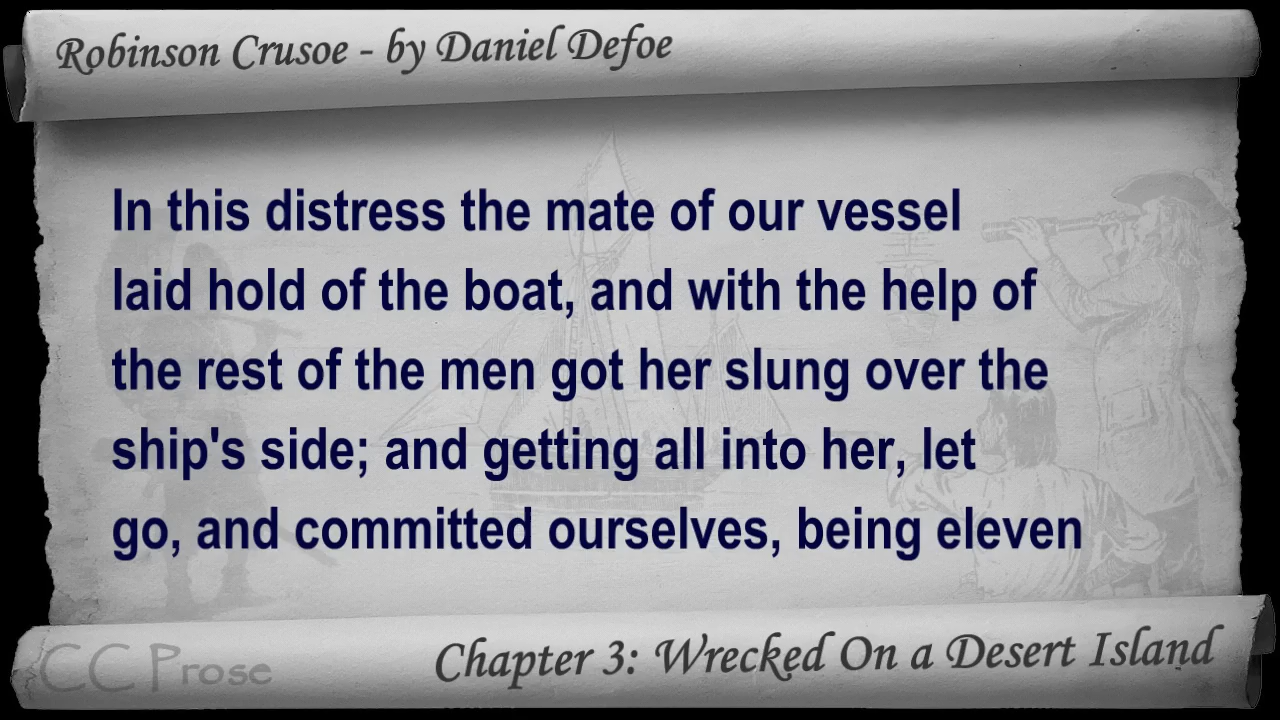 Robinson Crusoe - by Daniel Defoe
In this distress the mate of our vessel
laid hold of the boat, and with the help of
the rest of the men got her slung over the
ship's side; and getting all into her, let
go, and committed ourselves, being eleven
CC Prose
Chapter 3: Wrecked On a Desert Island